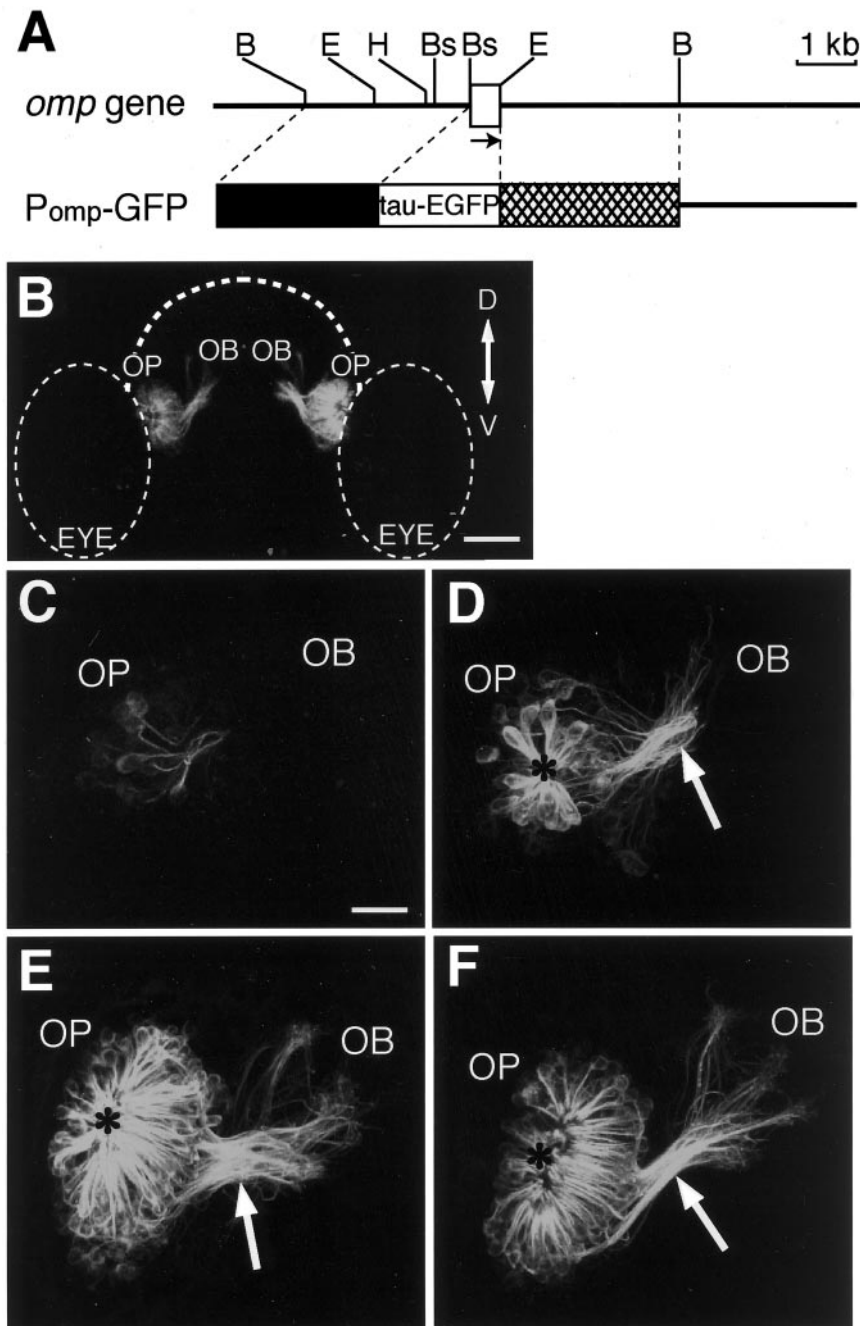 A
B E H Bs Bs E B 1 kb
omp gene
Pomp-GFP tau-EGFP
B
D
OP OB OB OP
V
EYE EYE
C
OP OB
D
OP OB
*
E
OP OB
*
F
OP OB
*